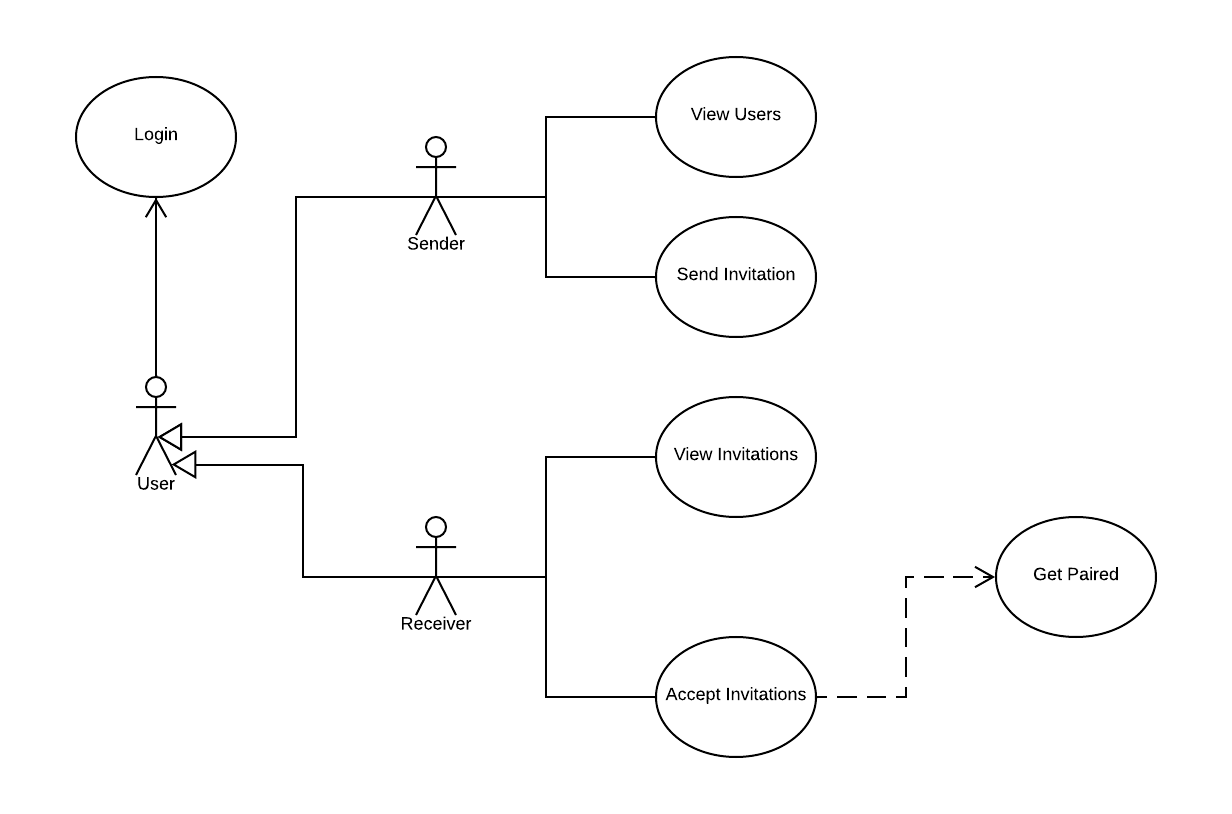 Login
View Users
Sender
Send Invitation
User
View Invitations
Receiver
Get Paired
Accept Invitations